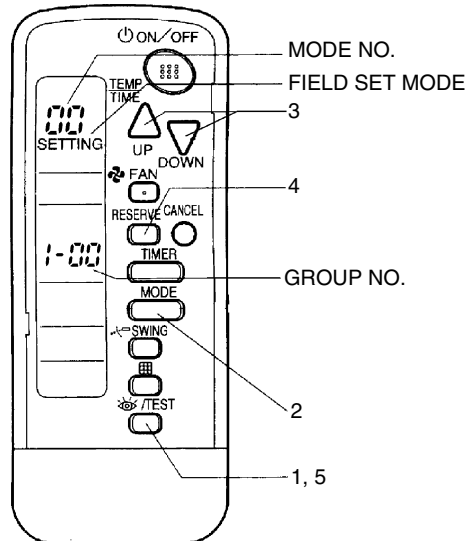 ON/OFF
MODE NO.
TEMP
FIELD SET MODE
TIME
00
3
SETTING
UP
DOWN
FAN
4
RESERVE CANCEL
TIMER
1-00
GROUP NO.
MODE
SWING
2
/TEST
1, 5